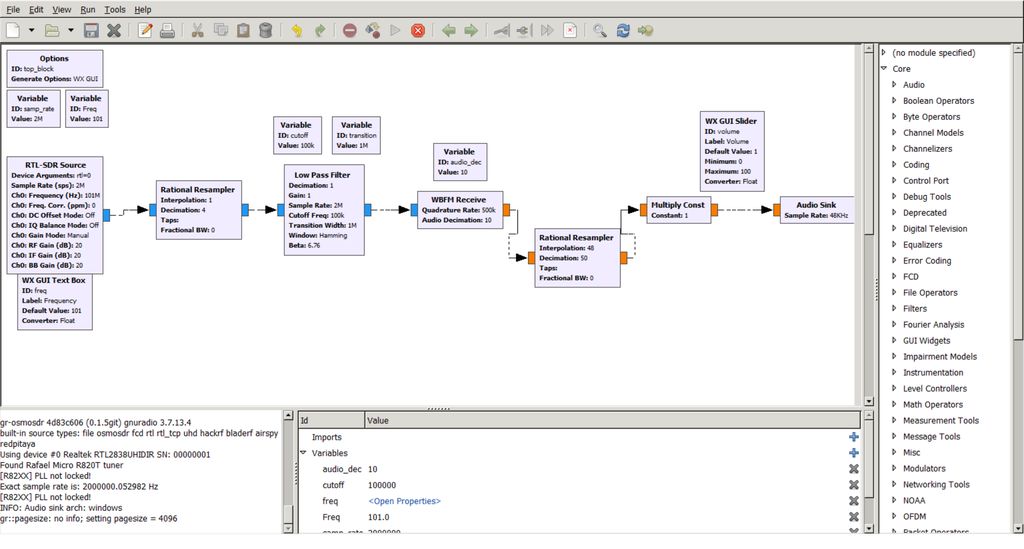 File Edit View Run Tools Help
Options
ID: top_block
Generate Options: WX GUI
Variable
ID: samp_rate
Value: 2M
Variable
ID: Freq
Value: 101
RTL-SDR Source
Device Arguments: rtl=0
Sample Rate (sps): 2M
Ch0: Frequency (Hz): 101M
Ch0: Freq. Corr. (ppm): 0
Ch0: DC Offset Mode: Off
Ch0: IQ Balance Mode: Off
Ch0: Gain Mode: Manual
Ch0: RF Gain (dB): 20
Ch0: IF Gain (dB): 20
Ch0: BB Gain (dB): 20
WX GUI Text Box
ID: freq
Label: Frequency
Default Value: 101
Converter: Float
Rational Resampler
Interpolation: 1
Decimation: 4
Taps:
Fractional BW: 0
Variable
ID: cutoff
Value: 100k
Variable
ID: transition
Value: 1M
Low Pass Filter
Decimation: 1
Gain: 1
Sample Rate: 2M
Cutoff Freq: 100k
Transition Width: 1M
Window: Hamming
Beta: 6.76
Variable
ID: audio_dec
Value: 10
WBFM Receive
Quadrature Rate: 500k
Audio Decimation: 10
Rational Resampler
Interpolation: 48
Decimation: 50
Taps:
Fractional BW: 0
WX GUI Slider
ID: volume
Label: Volume
Default Value: 1
Minimum: 0
Maximum: 100
Converter: Float
Multiply Const
Constant: 1
Audio Sink
Sample Rate: 48KHz
(no module specified)
Core
Audio
Boolean Operators
Byte Operators
Channel Models
Channelizers
Coding
Control Port
Debug Tools
Deprecated
Digital Television
Equalizers
Error Coding
FCD
File Operators
Filters
Fourier Analysis
GUI Widgets
Impairment Models
Instrumentation
Level Controllers
Math Operators
Measurement Tools
Message Tools
Misc
Modulators
Networking Tools
NOAA
OFDM
Packet Operators
gr-osmosdr 4d83c606 (0.1.5git) gnuradio 3.7.13.4
built-in source types: file osmosdr fcd rtl rtl_tcp uhd hackrf bladerf airspy
redpitaya
Using device #0 Realtek RTL2838UHIDIR SN: 00000001
Found Rafael Micro R820T tuner
[R82XX] PLL not locked!
Exact sample rate is: 2000000.052982 Hz
[R82XX] PLL not locked!
INFO: Audio sink arch: windows
gr::pagesize: no info; setting pagesize = 4096
Id Value
Imports
Variables
audio_dec 10
cutoff 100000
freq <Open Properties>
Freq 101.0
samp_rate 2000000